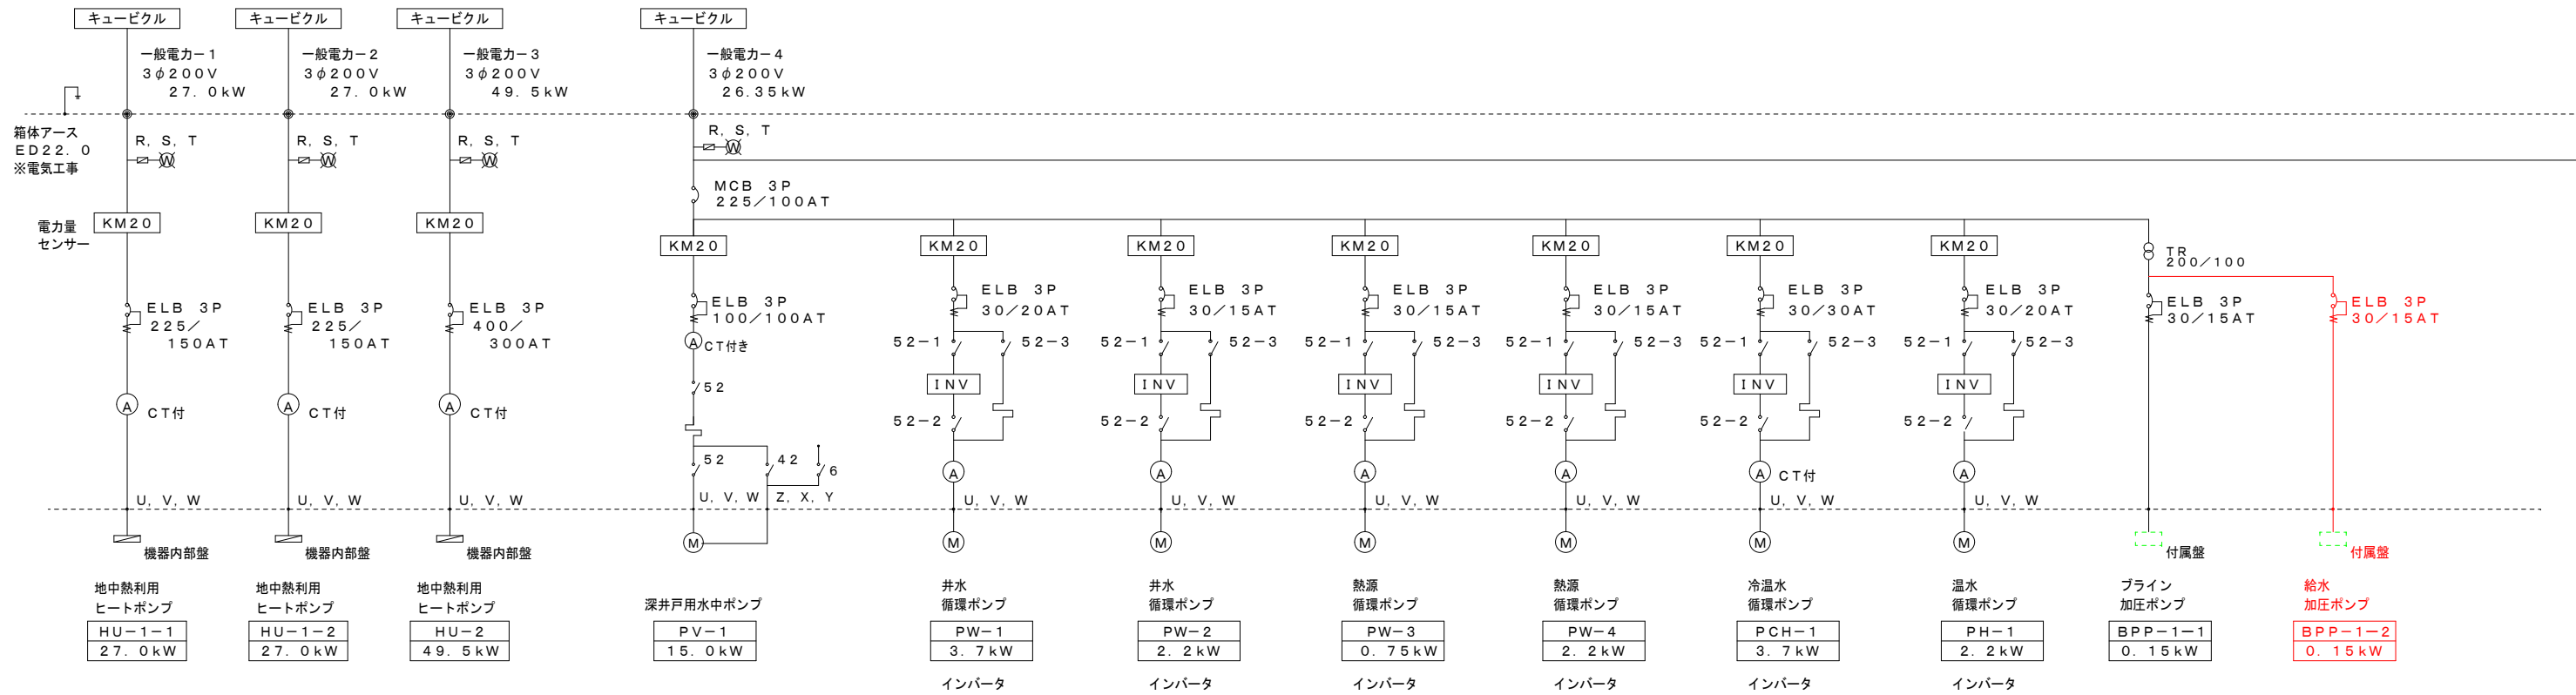 キュービクル
キュービクル
キュービクル
キュービクル
一般電力－１
３φ２００Ｖ
２７．０ｋＷ
一般電力－２
３φ２００Ｖ
２７．０ｋＷ
一般電力－３
３φ２００Ｖ
４９．５ｋＷ
一般電力－４
３φ２００Ｖ
２６．３５ｋＷ
箱体アース
ＥＤ２２．０
※電気工事
Ｒ，Ｓ，Ｔ
Ｗ
Ｒ，Ｓ，Ｔ
Ｗ
Ｒ，Ｓ，Ｔ
Ｗ
Ｒ，Ｓ，Ｔ
Ｗ
ＭＣＢ ３Ｐ
２２５／１００ＡＴ
電力量
センサー
ＫＭ２０
ＫＭ２０
ＫＭ２０
ＫＭ２０
ＫＭ２０
ＫＭ２０
ＫＭ２０
ＫＭ２０
ＫＭ２０
ＫＭ２０
ＴＲ
２００／１００
ＥＬＢ ３Ｐ
２２５／
１５０ＡＴ
ＥＬＢ ３Ｐ
２２５／
１５０ＡＴ
ＥＬＢ ３Ｐ
４００／
３００ＡＴ
ＥＬＢ ３Ｐ
１００／１００ＡＴ
ＥＬＢ ３Ｐ
３０／２０ＡＴ
ＥＬＢ ３Ｐ
３０／１５ＡＴ
ＥＬＢ ３Ｐ
３０／１５ＡＴ
ＥＬＢ ３Ｐ
３０／１５ＡＴ
ＥＬＢ ３Ｐ
３０／３０ＡＴ
ＥＬＢ ３Ｐ
３０／２０ＡＴ
ＥＬＢ ３Ｐ
３０／１５ＡＴ
ＥＬＢ ３Ｐ
３０／１５ＡＴ
Ａ ＣＴ付き
５２－１ ５２－３
５２－１ ５２－３
５２－１ ５２－３
５２－１ ５２－３
５２－１ ５２－３
５２－１ ５２－３
５２
ＩＮＶ
ＩＮＶ
ＩＮＶ
ＩＮＶ
ＩＮＶ
ＩＮＶ
Ａ ＣＴ付
Ａ ＣＴ付
Ａ ＣＴ付
５２－２
５２－２
５２－２
５２－２
５２－２
５２－２
５２
４２
６
Ａ
Ａ
Ａ
Ａ
Ａ ＣＴ付
Ａ
Ｕ，Ｖ，Ｗ
Ｕ，Ｖ，Ｗ
Ｕ，Ｖ，Ｗ
Ｕ，Ｖ，Ｗ Ｚ，Ｘ，Ｙ
Ｕ，Ｖ，Ｗ
Ｕ，Ｖ，Ｗ
Ｕ，Ｖ，Ｗ
Ｕ，Ｖ，Ｗ
Ｕ，Ｖ，Ｗ
Ｕ，Ｖ，Ｗ
機器内部盤
機器内部盤
機器内部盤
Ｍ
Ｍ
Ｍ
Ｍ
Ｍ
Ｍ
Ｍ
付属盤
付属盤
地中熱利用
ヒートポンプ
ＨＵ－１－１
２７．０ｋＷ
地中熱利用
ヒートポンプ
ＨＵ－１－２
２７．０ｋＷ
地中熱利用
ヒートポンプ
ＨＵ－２
４９．５ｋＷ
深井戸用水中ポンプ
ＰＶ－１
１５．０ｋＷ
井水
循環ポンプ
ＰＷ－１
３．７ｋＷ
インバータ
井水
循環ポンプ
ＰＷ－２
２．２ｋＷ
インバータ
熱源
循環ポンプ
ＰＷ－３
０．７５ｋＷ
インバータ
熱源
循環ポンプ
ＰＷ－４
２．２ｋＷ
インバータ
冷温水
循環ポンプ
ＰＣＨ－１
３．７ｋＷ
インバータ
温水
循環ポンプ
ＰＨ－１
２．２ｋＷ
インバータ
ブライン
加圧ポンプ
ＢＰＰ－１－１
０．１５ｋＷ
給水
加圧ポンプ
ＢＰＰ－１－２
０．１５ｋＷ